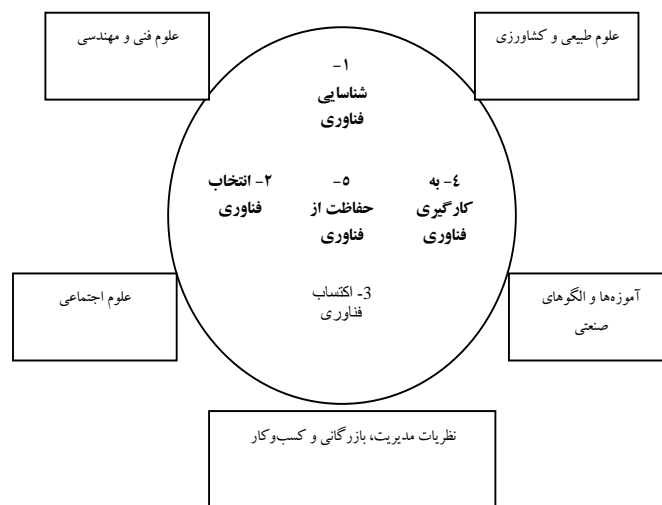 علوم طبیعی و کشاورزی
علوم فنی و مهندسی
۱-
شناسایی
فناوری
۴- به
کارگیری
فناوری
۵-
حفاظت از
فناوری
۲- انتخاب
فناوری
3- اکتساب
فناوری
آموزه‌ها و الگوهای
صنعتی
علوم اجتماعی
نظریات مدیریت، بازرگانی و کسب‌وکار